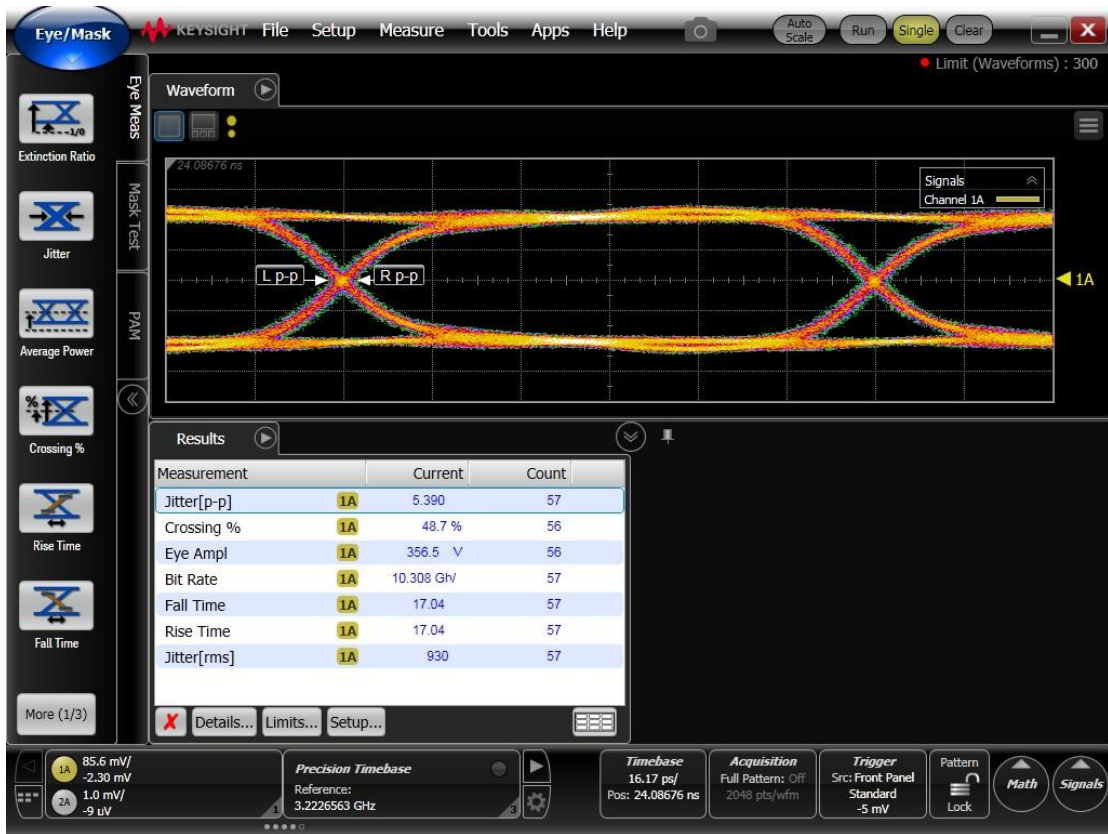 Eye/Mask
KEYSIGHT File Setup Measure Tools Apps Help
Auto Scale
Run
Single
Clear
Limit (Waveforms) : 300
Eye Meas
Mask Test
PAM
Extinction Ratio
Jitter
Average Power
%
Crossing %
Rise Time
Fall Time
More (1/3)
Waveform
24.08676 ns
Signals
Channel 1A
L p-p
R p-p
1A
Results
Measurement Current Count
Jitter[p-p] 1A 5.390 57
Crossing % 1A 48.7 % 56
Eye Ampl 1A 356.5 V 56
Bit Rate 1A 10.308 Gb/ 57
Fall Time 1A 17.04 57
Rise Time 1A 17.04 57
Jitter[rms] 1A 930 57
Details... Limits... Setup...
1A 85.6 mV/
-2.30 mV
2A 1.0 mV/
-9 uV
1
Precision Timebase
Reference:
3.2226563 GHz
3
Timebase
16.17 ps/
Pos: 24.08676 ns
Acquisition
Full Pattern: Off
2048 pts/wfm
Trigger
Src: Front Panel
Standard
-5 mV
Pattern
Lock
Math
Signals